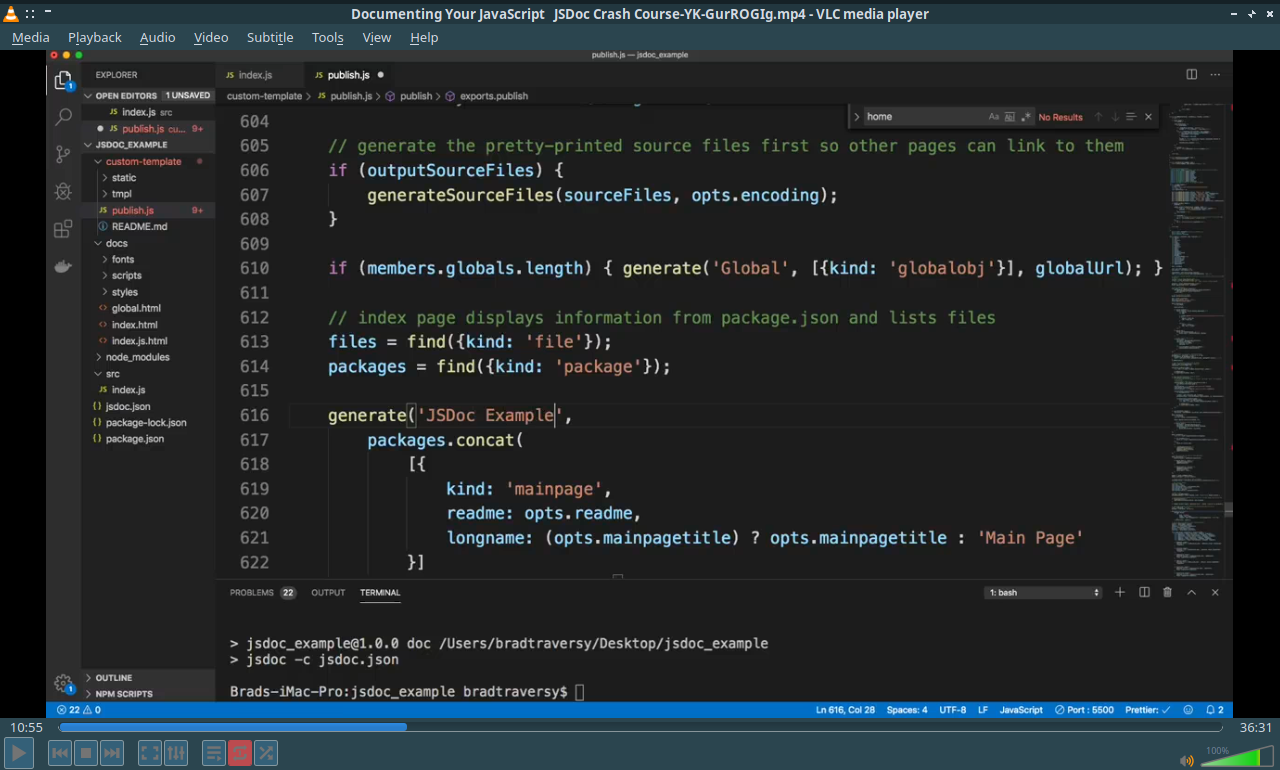 Documenting Your JavaScript  JSDoc Crash Course-YK-GurROGIg.mp4 - VLC media player
Media Playback Audio Video Subtitle Tools View Help
publish.js — jsdoc_example
EXPLORER
OPEN EDITORS 1 UNSAVED
JS index.js src
JS publish.js cu... 9+
JSDOC_EXAMPLE
custom-template
static
tmpl
JS publish.js 9+
README.md
docs
fonts
scripts
styles
global.html
index.html
index.js.html
node_modules
src
JS index.js
jsdoc.json
package-lock.json
package.json
OUTLINE
NPM SCRIPTS
1
1
JS index.js JS publish.js
custom-template > JS publish.js > publish > exports.publish
home Aa Ab| .* No Results
604
605 // generate the pretty-printed source files first so other pages can link to them
606 if (outputSourceFiles) {
607 generateSourceFiles(sourceFiles, opts.encoding);
608 }
609
610 if (members.globals.length) { generate('Global', [{kind: 'globalobj'}], globalUrl); }
611
612 // index page displays information from package.json and lists files
613 files = find({kind: 'file'});
614 packages = find({kind: 'package'});
615
616 generate('JSDoc Example',
617 packages.concat(
618 [{
619 kind: 'mainpage',
620 readme: opts.readme,
621 longname: (opts.mainpagetitle) ? opts.mainpagetitle : 'Main Page'
622 }]
PROBLEMS 22 OUTPUT TERMINAL 1: bash
> jsdoc_example@1.0.0 doc /Users/bradtraversy/Desktop/jsdoc_example
> jsdoc -c jsdoc.json
Brads-iMac-Pro:jsdoc_example bradtraversy$
22 0 Ln 616, Col 28 Spaces: 4 UTF-8 LF JavaScript Port : 5500 Prettier: ✓ 2
10:55 36:31
100%